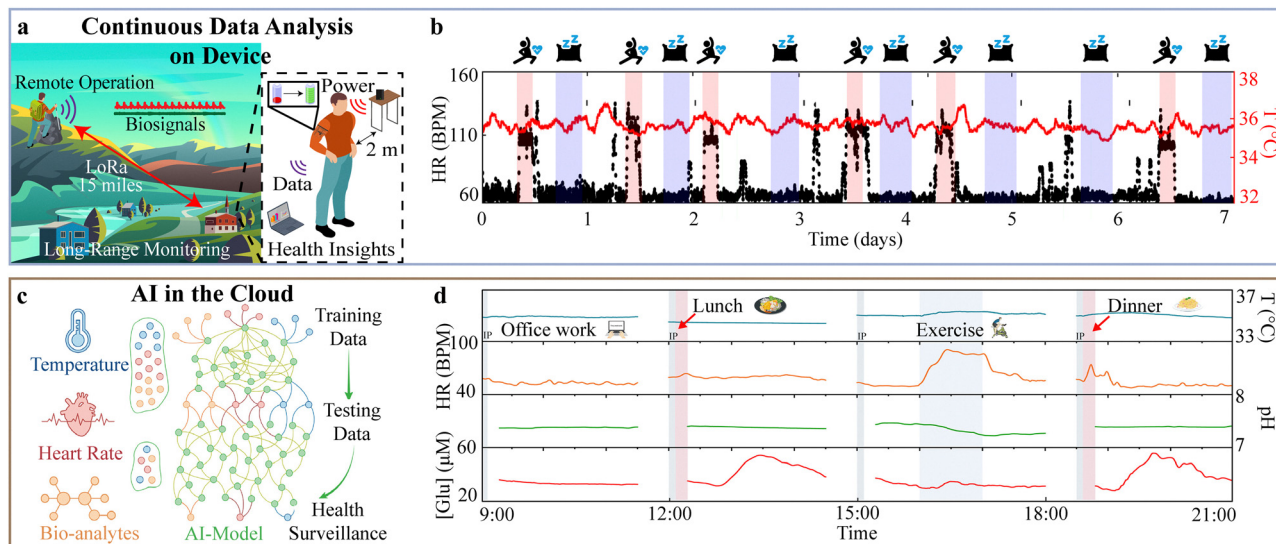 a
Continuous Data Analysis
on Device
Remote Operation
Biosignals
LoRa
15 miles
Long-Range Monitoring
Power
2 m
Data
Health Insights
b
z z
z z
z z
z z
z z
z z
z z
160
110
60
HR (BPM)
38
36
34
32
T (°C)
0 1 2 3 4 5 6 7
Time (days)
c
AI in the Cloud
Temperature
Heart Rate
Bio-analytes
AI-Model
Training
Data
Testing
Data
Health
Surveillance
d
Office work
Lunch
Exercise
Dinner
IP
IP
IP
IP
37
33
T (°C)
100
40
HR (BPM)
8
7
pH
60
20
[Glu] (µM)
9:00 12:00 15:00 18:00 21:00
Time